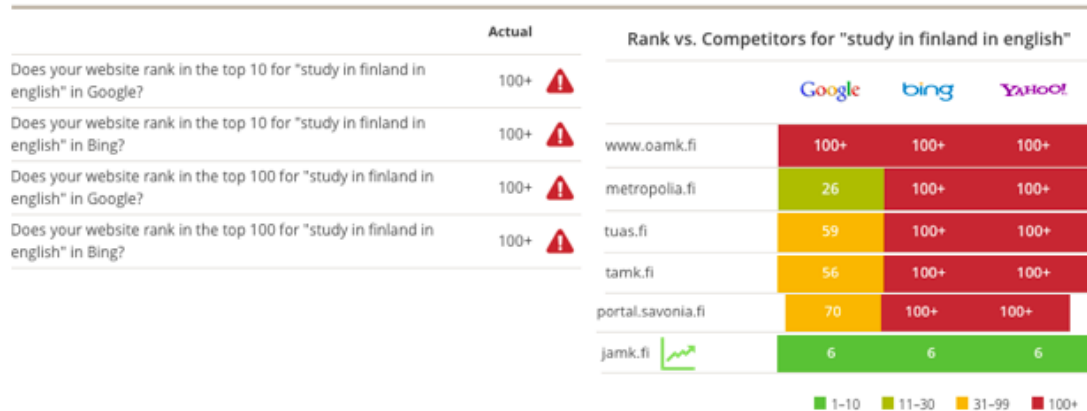 Actual
Does your website rank in the top 10 for "study in finland in
english" in Google?
100+
Does your website rank in the top 10 for "study in finland in
english" in Bing?
100+
Does your website rank in the top 100 for "study in finland in
english" in Google?
100+
Does your website rank in the top 100 for "study in finland in
english" in Bing?
100+
Rank vs. Competitors for "study in finland in english"
Google bing YAHOO!
www.oamk.fi 100+ 100+ 100+
metropolia.fi 26 100+ 100+
tuas.fi 59 100+ 100+
tamk.fi 56 100+ 100+
portal.savonia.fi 70 100+ 100+
jamk.fi 6 6 6
1–10 11–30 31–99 100+